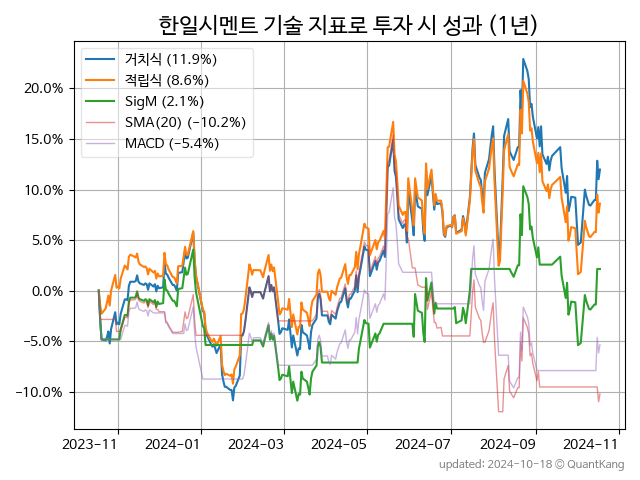 한일시멘트 기술 지표로 투자 시 성과 (1년)
거치식 (11.9%)
적립식 (8.6%)
SigM (2.1%)
SMA(20) (−10.2%)
MACD (−5.4%)
20.0%
15.0%
10.0%
5.0%
0.0%
−5.0%
−10.0%
2023−11 2024−01 2024−03 2024−05 2024−07 2024−09 2024−11
updated: 2024-10-18 © QuantKang